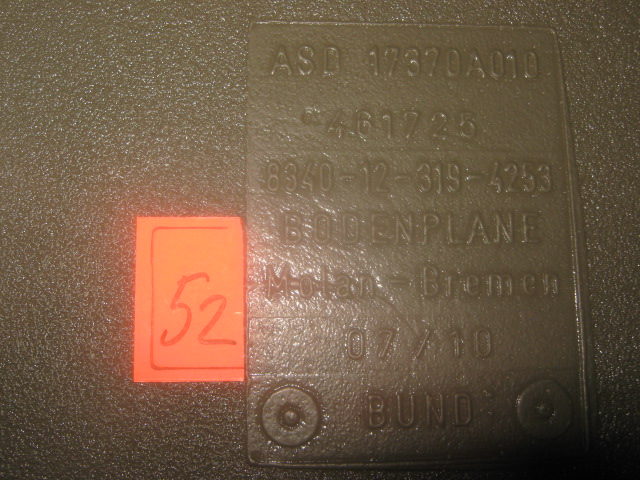 ASD 17370A010
*461725
8340-12-319-4253
BODENPLANE
Molan-Bremen
07/10
BUND
52